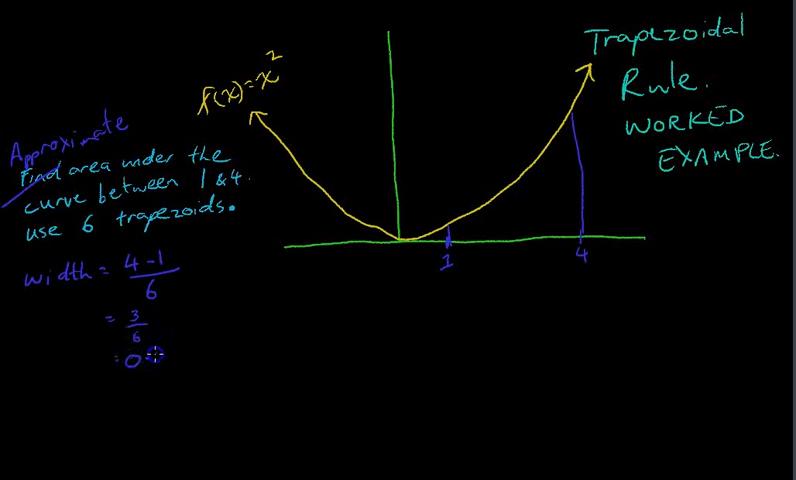 Trapezoidal
Rule.
WORKED
EXAMPLE.
f(x)=x²
Approximate
Find area under the
curve between 1 & 4.
use 6 trapezoids.
width = 4-1
6
= 3
6
= 0
1
4